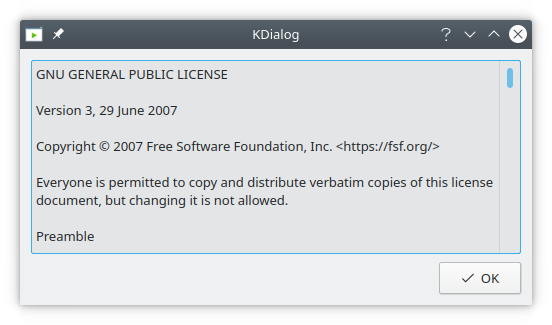 KDialog
GNU GENERAL PUBLIC LICENSE
Version 3, 29 June 2007
Copyright © 2007 Free Software Foundation, Inc. <https://fsf.org/>
Everyone is permitted to copy and distribute verbatim copies of this license
document, but changing it is not allowed.
Preamble
OK